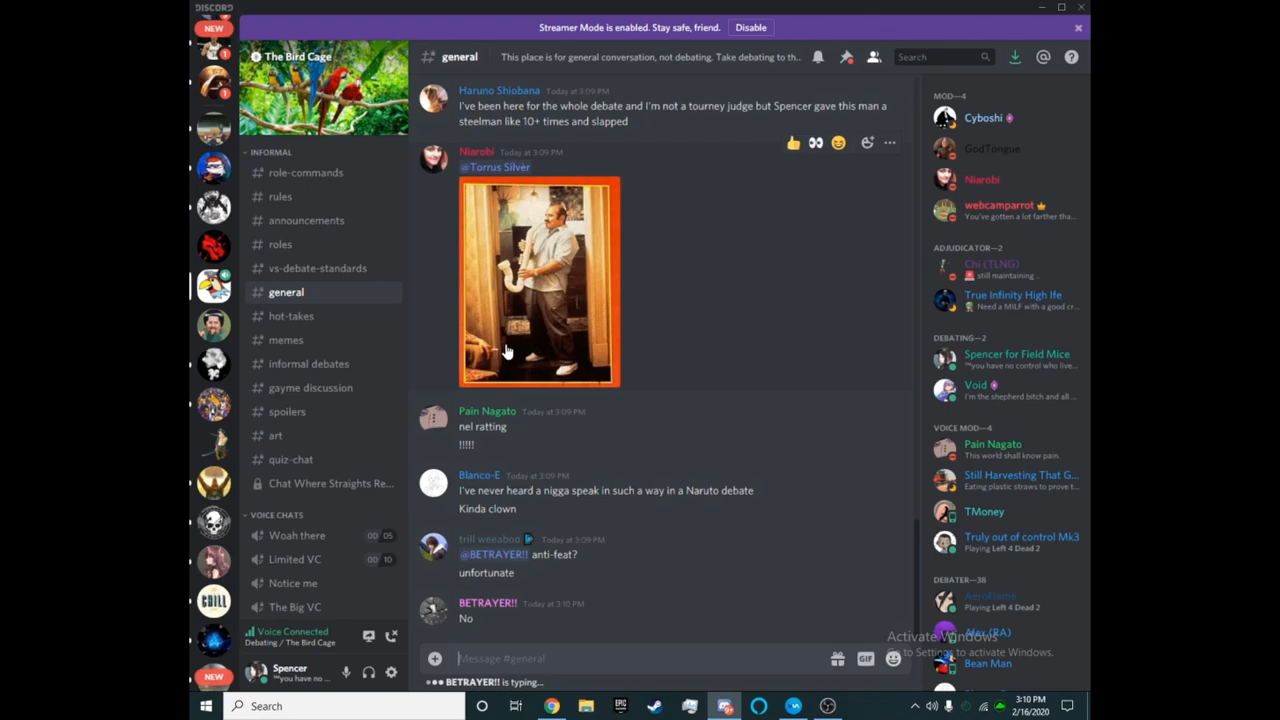 DISCORD
NEW
Streamer Mode is enabled. Stay safe, friend.
Disable
The Bird Cage
general
This place is for general conversation, not debating. Take debating to th...
Search
INFORMAL
role-commands
rules
announcements
roles
vs-debate-standards
general
hot-takes
memes
informal debates
gayme discussion
spoilers
art
quiz-chat
Chat Where Straights Re...
VOICE CHATS
Woah there
00 05
Limited VC
00 10
Notice me
The Big VC
Voice Connected
Debating / The Bird Cage
Spencer
"you have no ...
NEW
1
1
CHILL
Haruno Shiobana Today at 3:09 PM
I've been here for the whole debate and I'm not a tourney judge but Spencer gave this man a
steelman like 10+ times and slapped
Niarobi Today at 3:09 PM
@Torrus Silver
Pain Nagato Today at 3:09 PM
nel ratting
!!!!!
Blanco-E Today at 3:09 PM
I've never heard a nigga speak in such a way in a Naruto debate
Kinda clown
trill weeaboo Today at 3:09 PM
@BETRAYER!! anti-feat?
unfortunate
BETRAYER!! Today at 3:10 PM
No
Message #general
GIF
BETRAYER!! is typing...
MOD—4
Cyboshi
GodTongue
Niarobi
webcamparrot
You've gotten a lot farther tha...
ADJUDICATOR—2
Chi (TLNG)
still maintaining ..
True Infinity High Ife
Need a MILF with a good cr...
DEBATING—2
Spencer for Field Mice
"you have no control who live...
Void
I'm the shepherd bitch and all ...
VOICE MOD—4
Pain Nagato
This world shall know pain.
Still Harvesting That G...
Eating plastic straws to prove t...
TMoney
Truly out of control Mk3
Playing Left 4 Dead 2
DEBATER—38
AeroFlame
Playing Left 4 Dead 2
Alex (RA)
Bean Man
Activate Windows
Go to Settings to activate Windows.
Search
EPIC
3:10 PM
2/16/2020